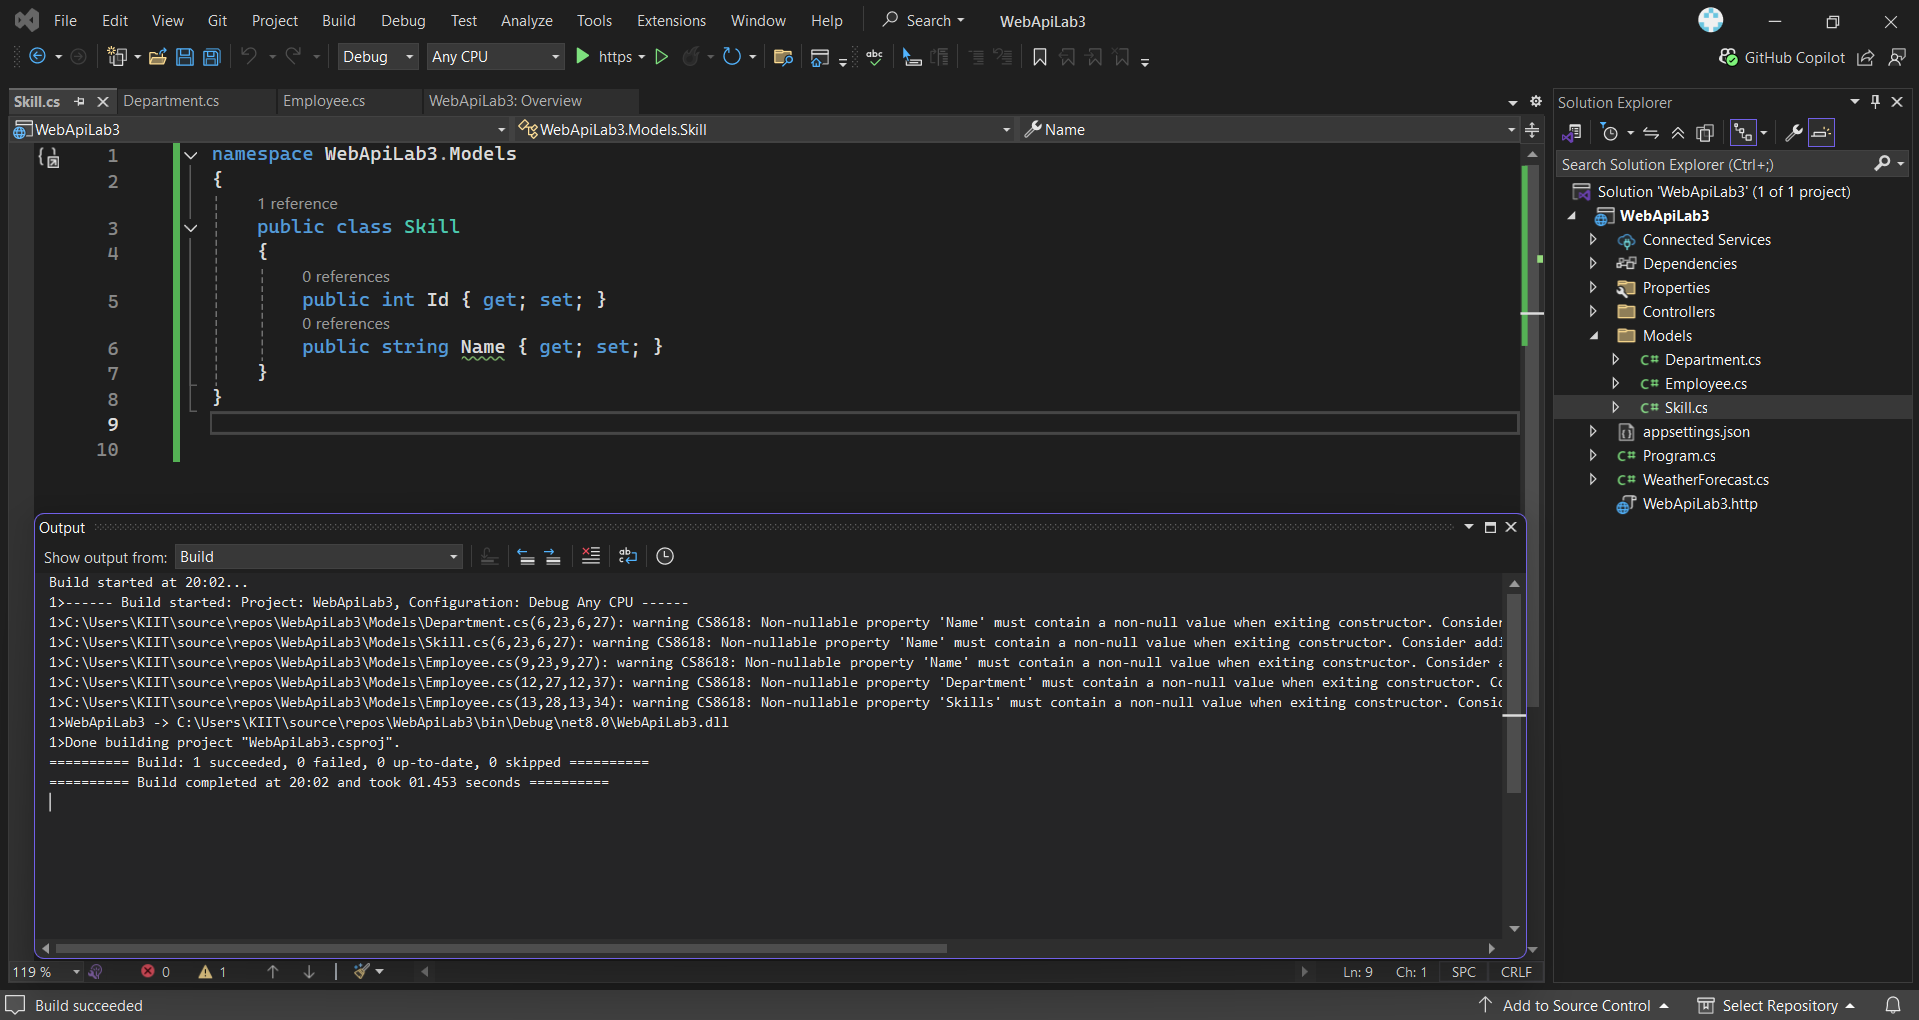 File Edit View Git Project Build Debug Test Analyze Tools Extensions Window Help Search WebApiLab3
Debug Any CPU https GitHub Copilot
Skill.cs Department.cs Employee.cs WebApiLab3: Overview
WebApiLab3 WebApiLab3.Models.Skill Name
1 namespace WebApiLab3.Models
2 {
1 reference
3 public class Skill
4 {
0 references
5 public int Id { get; set; }
0 references
6 public string Name { get; set; }
7 }
8 }
9
10
Output
Show output from: Build
Build started at 20:02...
1>------ Build started: Project: WebApiLab3, Configuration: Debug Any CPU ------
1>C:\Users\KIIT\source\repos\WebApiLab3\Models\Department.cs(6,23,6,27): warning CS8618: Non-nullable property 'Name' must contain a non-null value when exiting constructor. Consider
1>C:\Users\KIIT\source\repos\WebApiLab3\Models\Skill.cs(6,23,6,27): warning CS8618: Non-nullable property 'Name' must contain a non-null value when exiting constructor. Consider addi
1>C:\Users\KIIT\source\repos\WebApiLab3\Models\Employee.cs(9,23,9,27): warning CS8618: Non-nullable property 'Name' must contain a non-null value when exiting constructor. Consider a
1>C:\Users\KIIT\source\repos\WebApiLab3\Models\Employee.cs(12,27,12,37): warning CS8618: Non-nullable property 'Department' must contain a non-null value when exiting constructor. Co
1>C:\Users\KIIT\source\repos\WebApiLab3\Models\Employee.cs(13,28,13,34): warning CS8618: Non-nullable property 'Skills' must contain a non-null value when exiting constructor. Consid
1>WebApiLab3 -> C:\Users\KIIT\source\repos\WebApiLab3\bin\Debug\net8.0\WebApiLab3.dll
1>Done building project "WebApiLab3.csproj".
========== Build: 1 succeeded, 0 failed, 0 up-to-date, 0 skipped ==========
========== Build completed at 20:02 and took 01.453 seconds ==========
119 % 0 1 Ln: 9 Ch: 1 SPC CRLF
Solution Explorer
Search Solution Explorer (Ctrl+;)
Solution 'WebApiLab3' (1 of 1 project)
WebApiLab3
Connected Services
Dependencies
Properties
Controllers
Models
C# Department.cs
C# Employee.cs
C# Skill.cs
appsettings.json
C# Program.cs
C# WeatherForecast.cs
WebApiLab3.http
Build succeeded Add to Source Control Select Repository